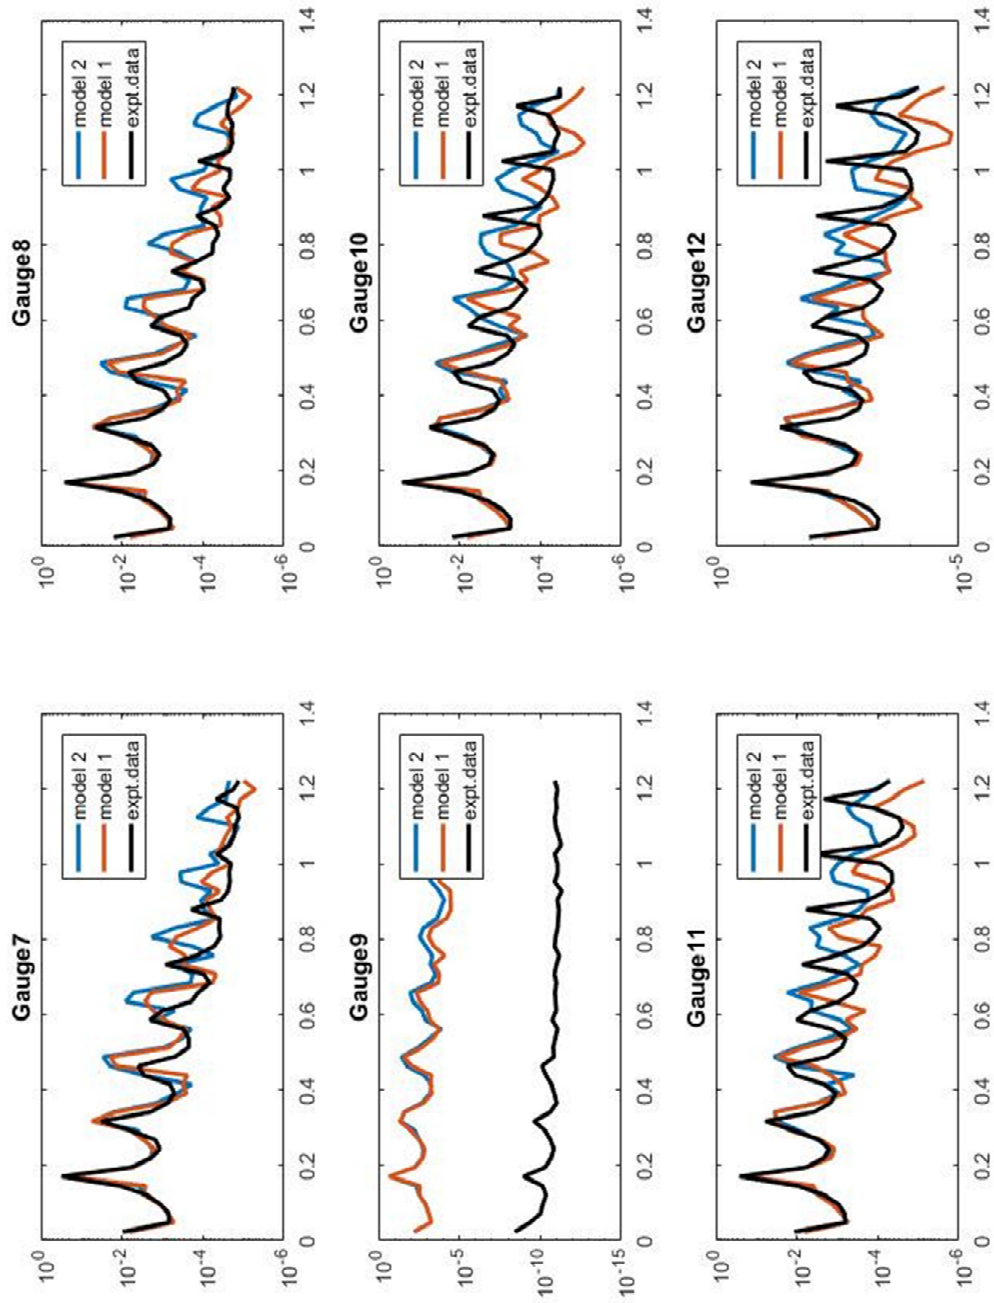 Gauge7
10^0
10^-2
10^-4
10^-6
0 0.2 0.4 0.6 0.8 1 1.2 1.4
model 2
model 1
expt.data
Gauge8
10^0
10^-2
10^-4
10^-6
0 0.2 0.4 0.6 0.8 1 1.2 1.4
model 2
model 1
expt.data
Gauge9
10^0
10^-5
10^-10
10^-15
0 0.2 0.4 0.6 0.8 1 1.2 1.4
model 2
model 1
expt.data
Gauge10
10^0
10^-2
10^-4
10^-6
0 0.2 0.4 0.6 0.8 1 1.2 1.4
model 2
model 1
expt.data
Gauge11
10^0
10^-2
10^-4
10^-6
0 0.2 0.4 0.6 0.8 1 1.2 1.4
model 2
model 1
expt.data
Gauge12
10^0
10^-5
0 0.2 0.4 0.6 0.8 1 1.2 1.4
model 2
model 1
expt.data